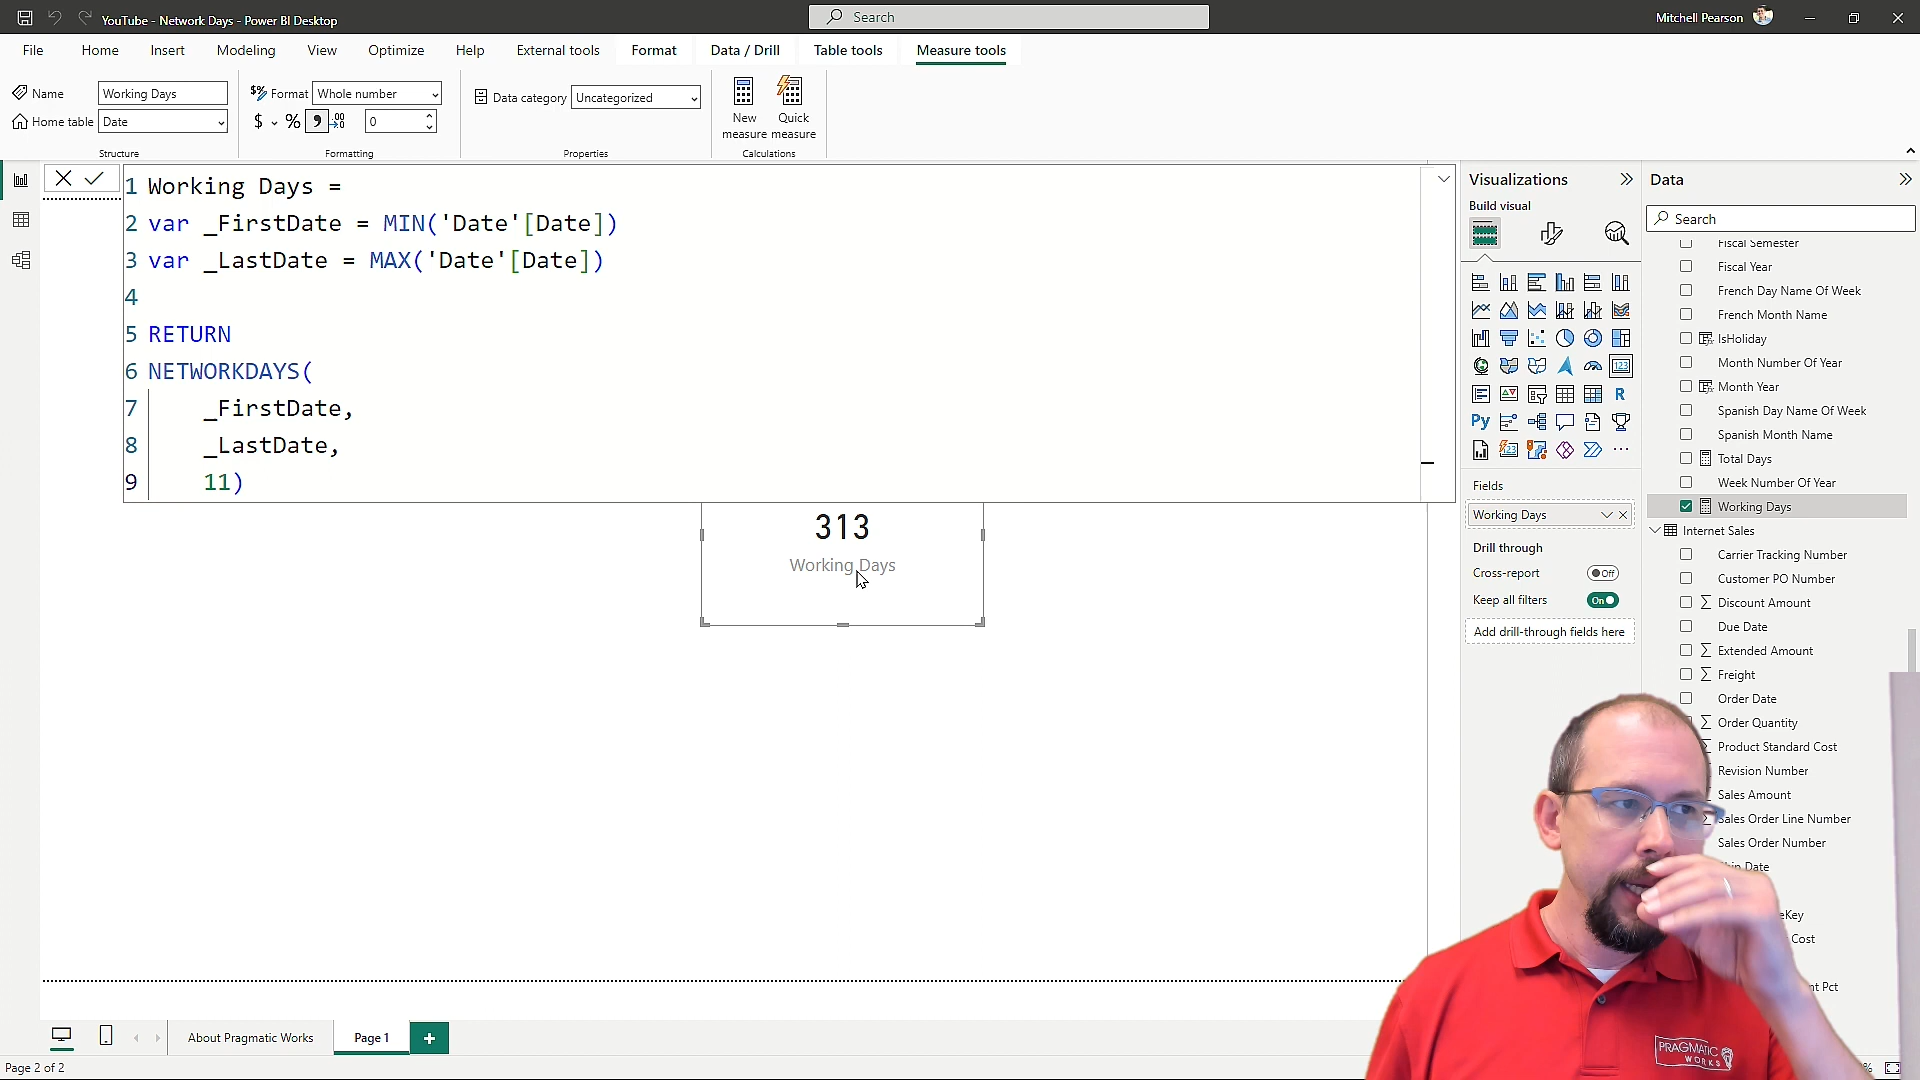 YouTube - Network Days - Power BI Desktop
Search
Mitchell Pearson
File
Home
Insert
Modeling
View
Optimize
Help
External tools
Format
Data / Drill
Table tools
Measure tools
Name
Working Days
Home table
Date
Structure
$% Format
Whole number
$
%
,
.00
0
Formatting
Data category
Uncategorized
Properties
New measure
Quick measure
Calculations
1 Working Days =
2 var _FirstDate = MIN('Date'[Date])
3 var _LastDate = MAX('Date'[Date])
4
5 RETURN
6 NETWORKDAYS(
7 _FirstDate,
8 _LastDate,
9 11)
313
Working Days
Visualizations
Build visual
123
R
Py
123
Fields
Working Days
Drill through
Cross-report
Off
Keep all filters
On
Add drill-through fields here
Data
Search
Fiscal Semester
Fiscal Year
French Day Name Of Week
French Month Name
IsHoliday
Month Number Of Year
Month Year
Spanish Day Name Of Week
Spanish Month Name
Total Days
Week Number Of Year
Working Days
Internet Sales
Carrier Tracking Number
Customer PO Number
Discount Amount
Due Date
Extended Amount
Freight
Order Date
Order Quantity
Product Standard Cost
Revision Number
Sales Amount
Sales Order Line Number
Sales Order Number
Date
eKey
Cost
Pct
PRAGMATIC
WORKS
About Pragmatic Works
Page 1
+
Page 2 of 2
%